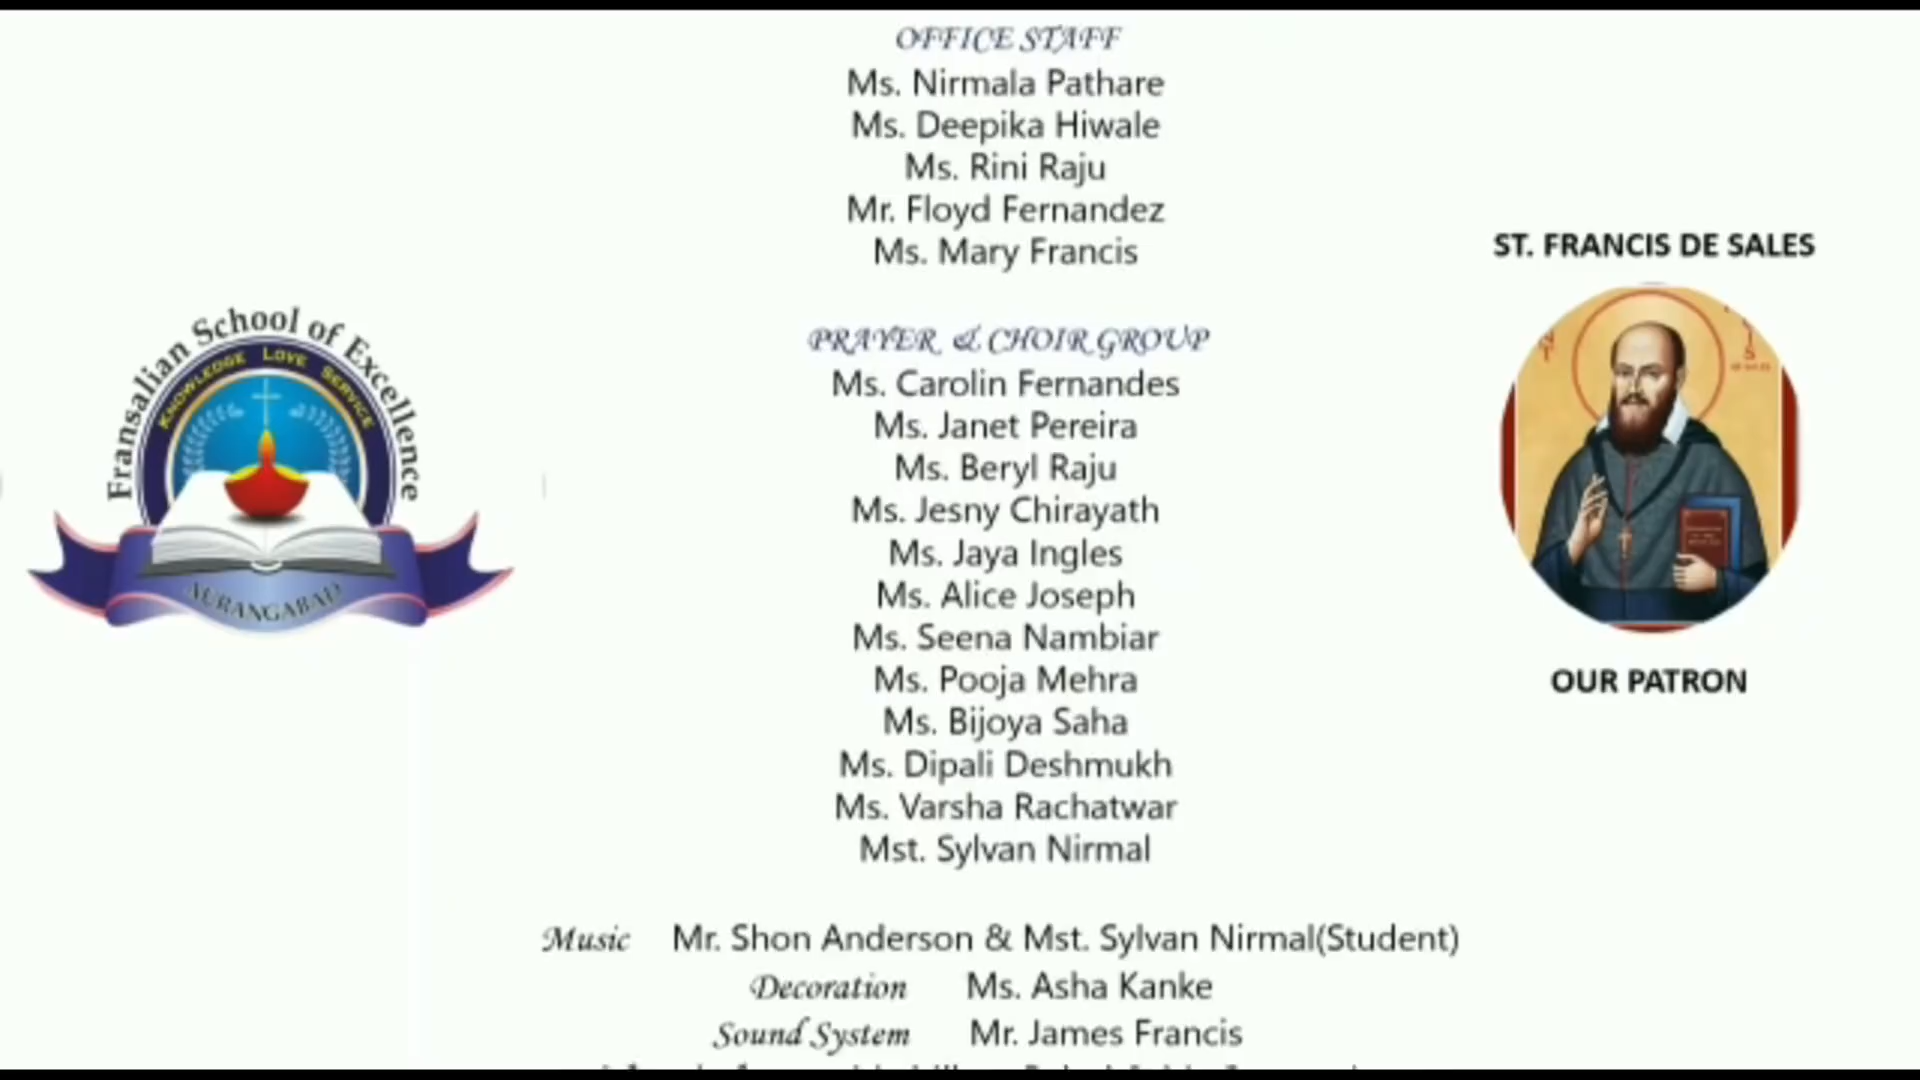 OFFICE STAFF
Ms. Nirmala Pathare
Ms. Deepika Hiwale
Ms. Rini Raju
Mr. Floyd Fernandez
Ms. Mary Francis
PRAYER & CHOIR GROUP
Ms. Carolin Fernandes
Ms. Janet Pereira
Ms. Beryl Raju
Ms. Jesny Chirayath
Ms. Jaya Ingles
Ms. Alice Joseph
Ms. Seena Nambiar
Ms. Pooja Mehra
Ms. Bijoya Saha
Ms. Dipali Deshmukh
Ms. Varsha Rachatwar
Mst. Sylvan Nirmal
Music Mr. Shon Anderson & Mst. Sylvan Nirmal(Student)
Decoration Ms. Asha Kanke
Sound System Mr. James Francis
Fransalian School of Excellence
KNOWLEDGE LOVE SERVICE
AURANGABAD
ST. FRANCIS DE SALES
OUR PATRON